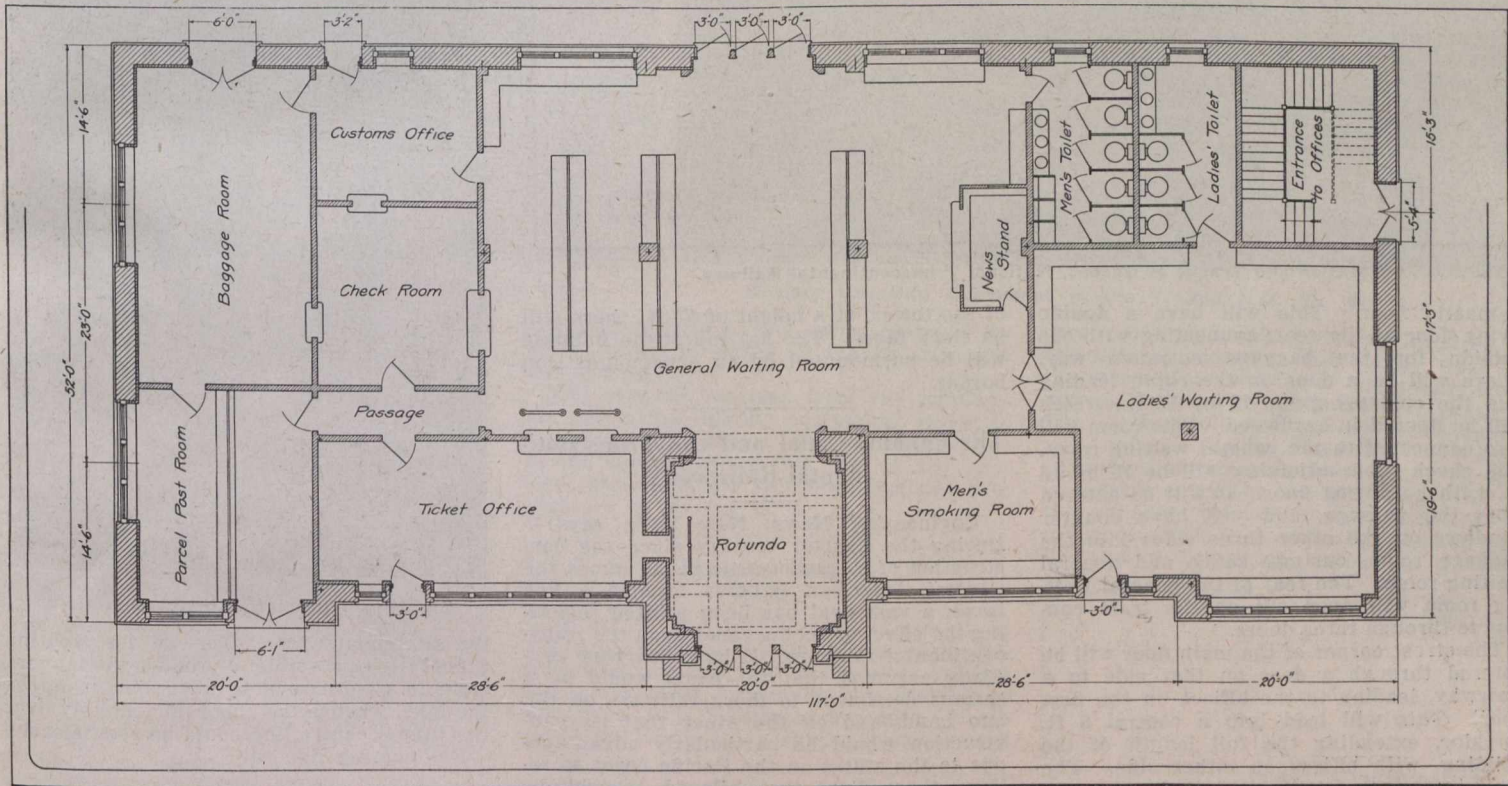 6'-0"
3'-2"
3'-0"
3'-0"
3'-0"
14'-6"
23'-0"
14'-6"
52'-0"
15'-3"
5'-4"
17'-3"
19'-6"
Customs Office
Baggage Room
Check Room
Men's Toilet
Ladies' Toilet
Entrance
to Offices
News
Stand
General Waiting Room
Ladies' Waiting Room
Passage
Parcel Post Room
Ticket Office
Rotunda
Men's
Smoking Room
3'-0"
3'-0"
6'-1"
3'-0"
3'-0"
3'-0"
20'-0"
28'-6"
20'-0"
28'-6"
20'-0"
117'-0"